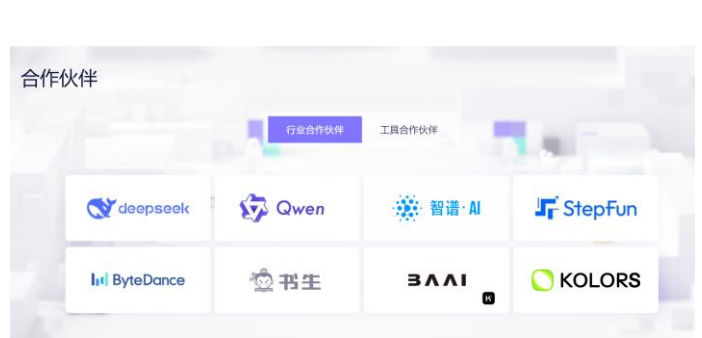 合作伙伴
行业合作伙伴 工具合作伙伴
deepseek Qwen 智谱·AI StepFun
ByteDance 书生 BAAI KOLORS
K